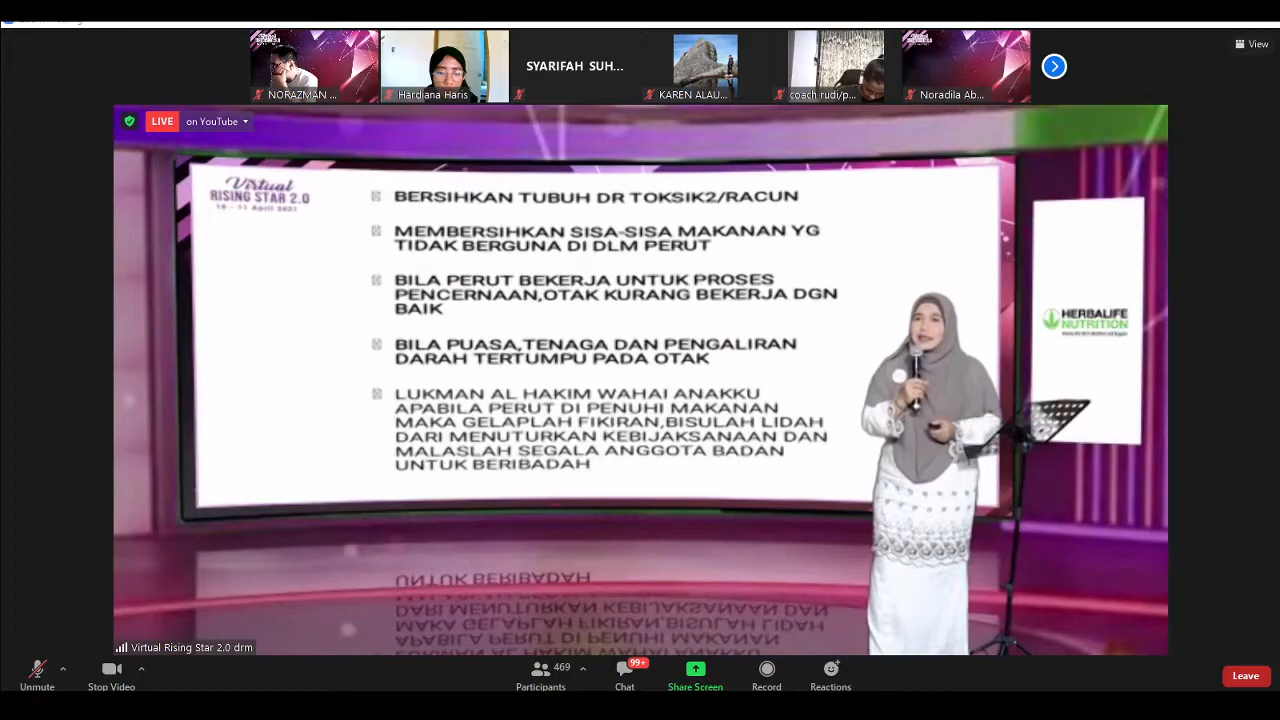 View
NORAZMAN ...
Hardiana Haris
SYARIFAH SUH...
KAREN ALAU...
coach rudi/p...
Noradila Ab...
LIVE on YouTube
Virtual
RISING STAR 2.0
BERSIHKAN TUBUH DR TOKSIK2/RACUN
MEMBERSIHKAN SISA-SISA MAKANAN YG
TIDAK BERGUNA DI DLM PERUT
BILA PERUT BEKERJA UNTUK PROSES
PENCERNAAN,OTAK KURANG BEKERJA DGN
BAIK
BILA PUASA,TENAGA DAN PENGALIRAN
DARAH TERTUMPU PADA OTAK
LUKMAN AL HAKIM WAHAI ANAKKU
APABILA PERUT DI PENUHI MAKANAN
MAKA GELAPLAH FIKIRAN,BISULAH LIDAH
DARI MENUTURKAN KEBIJAKSANAAN DAN
MALASLAH SEGALA ANGGOTA BADAN
UNTUK BERIBADAH
HERBALIFE
NUTRITION
Virtual Rising Star 2.0 drm
Unmute
Stop Video
469
Participants
99+
Chat
Share Screen
Record
Reactions
Leave